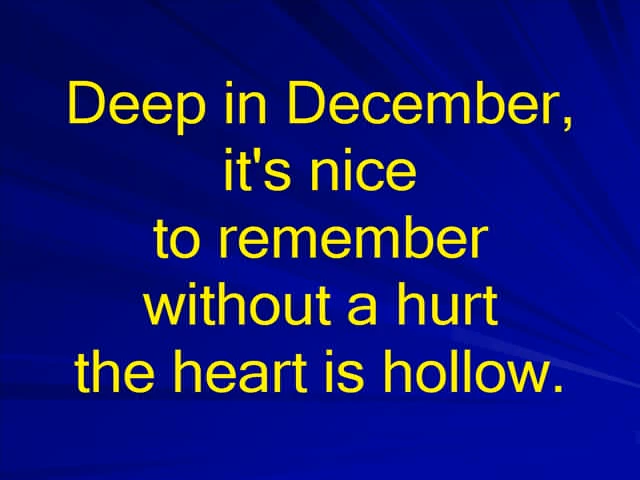 Deep in December,
it's nice
to remember
without a hurt
the heart is hollow.